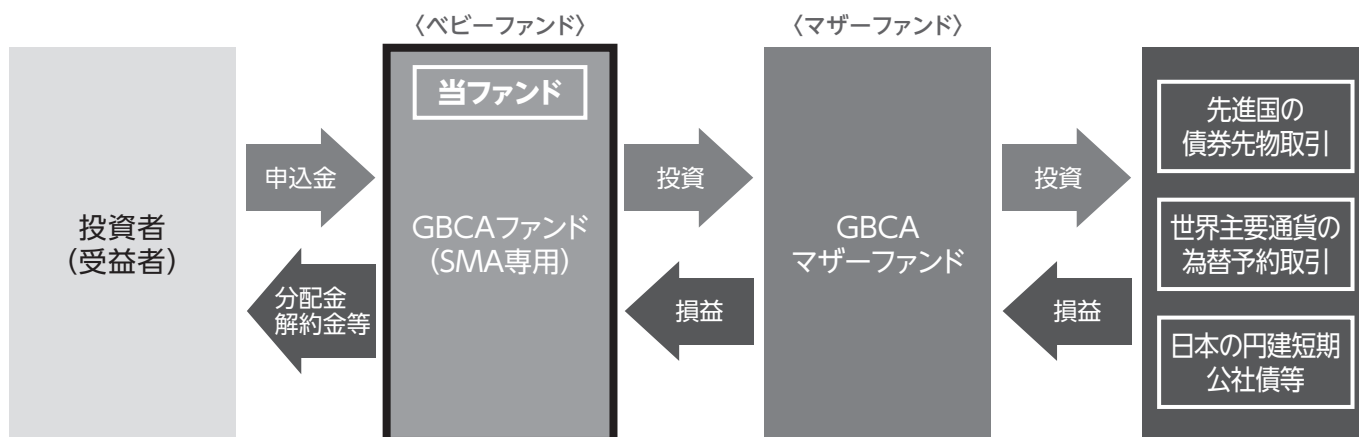 〈ベビーファンド〉
〈マザーファンド〉
投資者
（受益者）
申込金
分配金
解約金等
当ファンド
GBCAファンド
（SMA専用）
投資
損益
GBCA
マザーファンド
投資
損益
先進国の
債券先物取引
世界主要通貨の
為替予約取引
日本の円建短期
公社債等